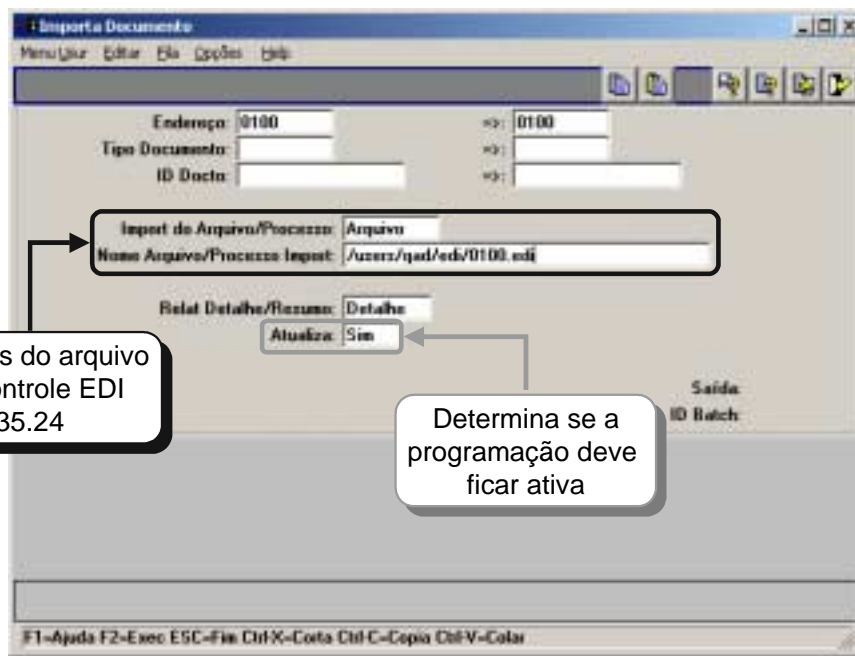 Importa Documento
Menu Usur Editar Fila Opções Help
Endereço: 0100 =>: 0100
Tipo Documento: =>:
ID Docto: =>:
Import do Arquivo/Processo: Arquivo
Nome Arquivo/Processo Import: /users/qad/edi/0100.edi
Relat Detalhe/Resumo: Detalhe
Atualiza: Sim
s do arquivo
ntrole EDI
35.24
Determina se a
programação deve
ficar ativa
Saída:
ID Batch:
F1=Ajuda F2=Exec ESC=Fim Ctrl-X=Corta Ctrl-C=Copia Ctrl-V=Colar